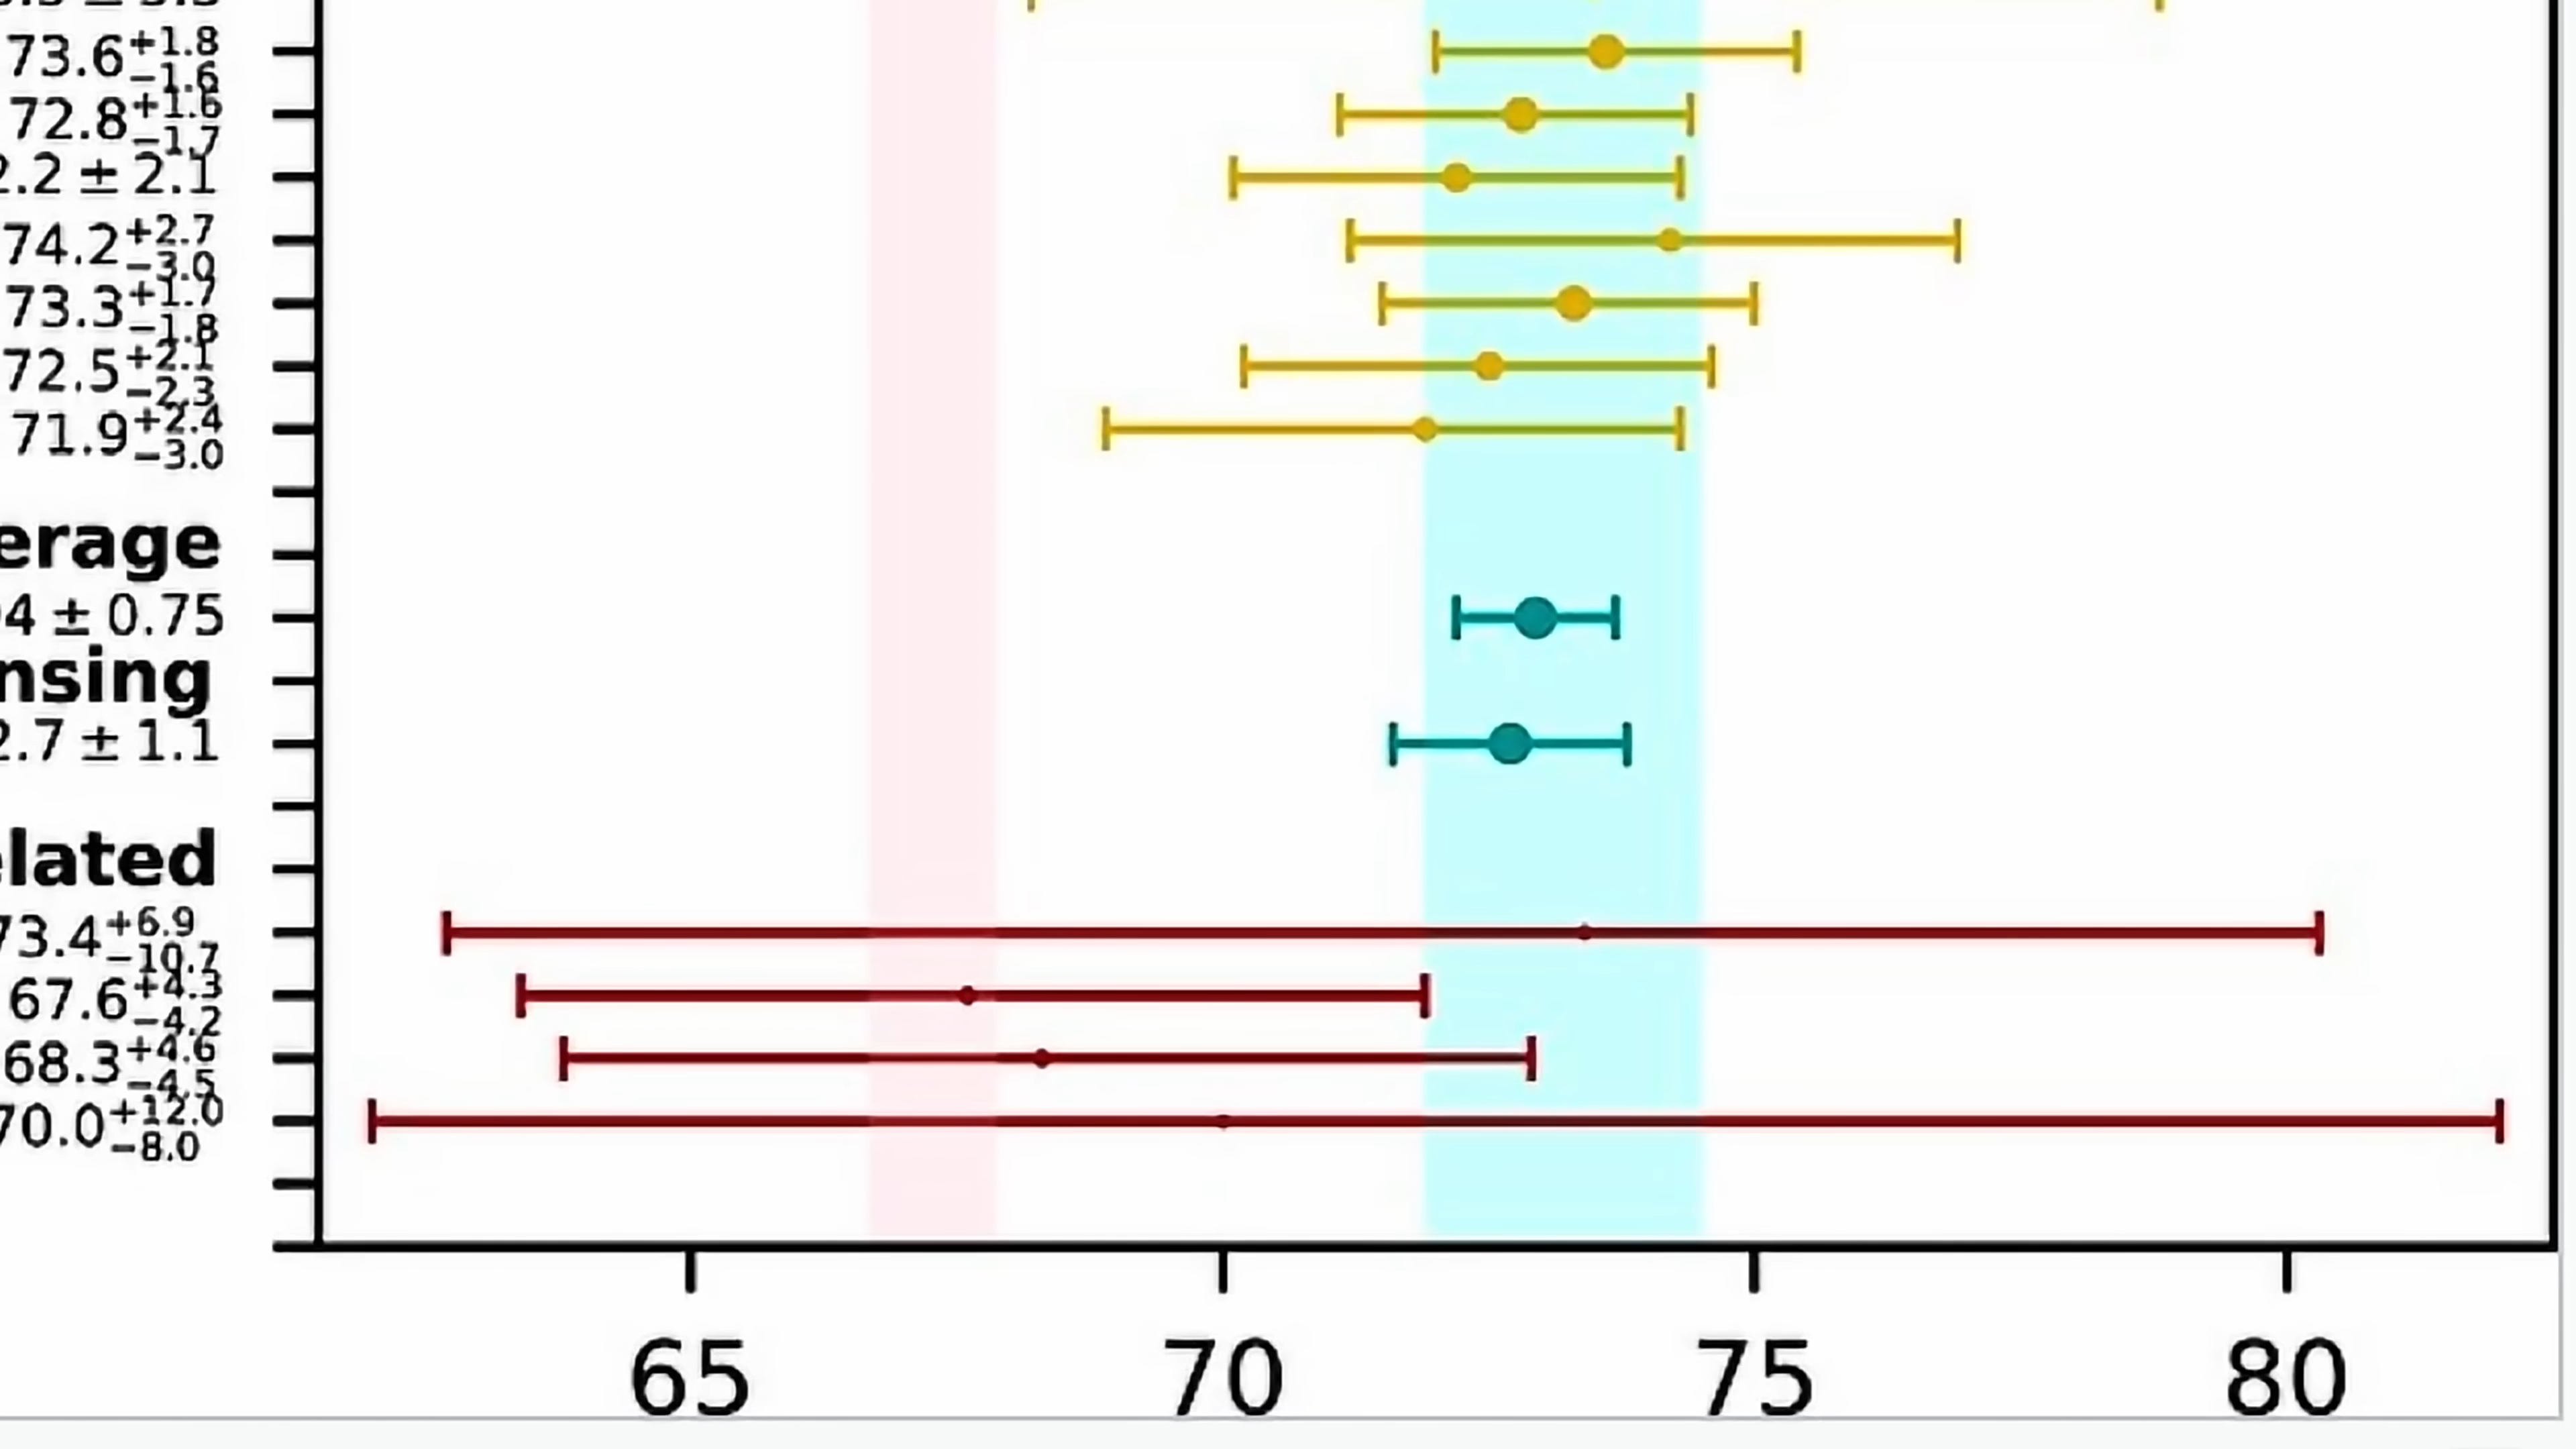 73.6 +1.8 −1.6
72.8 +1.6 −1.7
2.2 ± 2.1
74.2 +2.7 −3.0
73.3 +1.7 −1.8
72.5 +2.1 −2.3
71.9 +2.4 −3.0
erage
4 ± 0.75
nsing
2.7 ± 1.1
elated
73.4 +6.9 −10.7
67.6 +4.3 −4.2
68.3 +4.6 −4.5
70.0 +12.0 −8.0
65 70 75 80